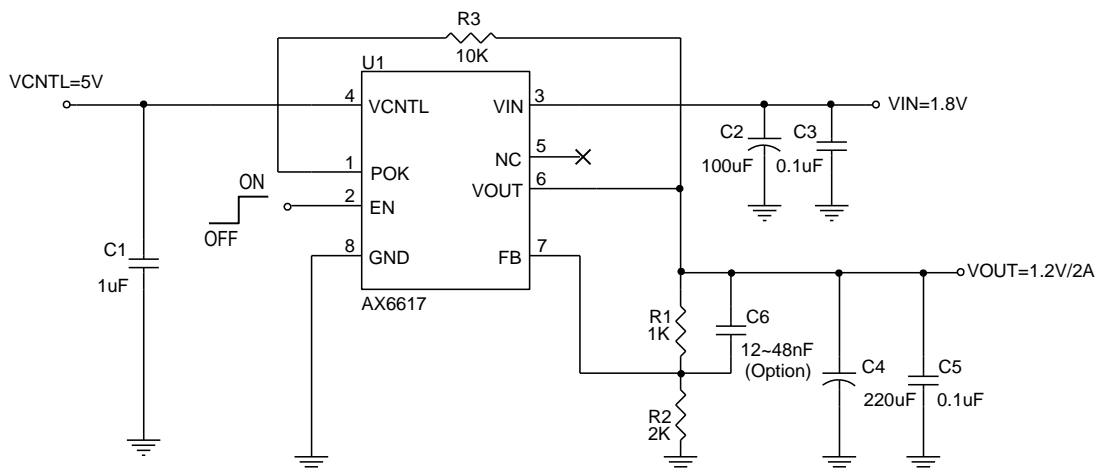 R3
10K
U1
VCNTL=5V
4
VCNTL
VIN
3
VIN=1.8V
C2
100uF
C3
0.1uF
5
NC
1
POK
6
VOUT
ON
OFF
2
EN
8
GND
FB
7
C1
1uF
AX6617
VOUT=1.2V/2A
R1
1K
C6
12~48nF
(Option)
C4
220uF
C5
0.1uF
R2
2K